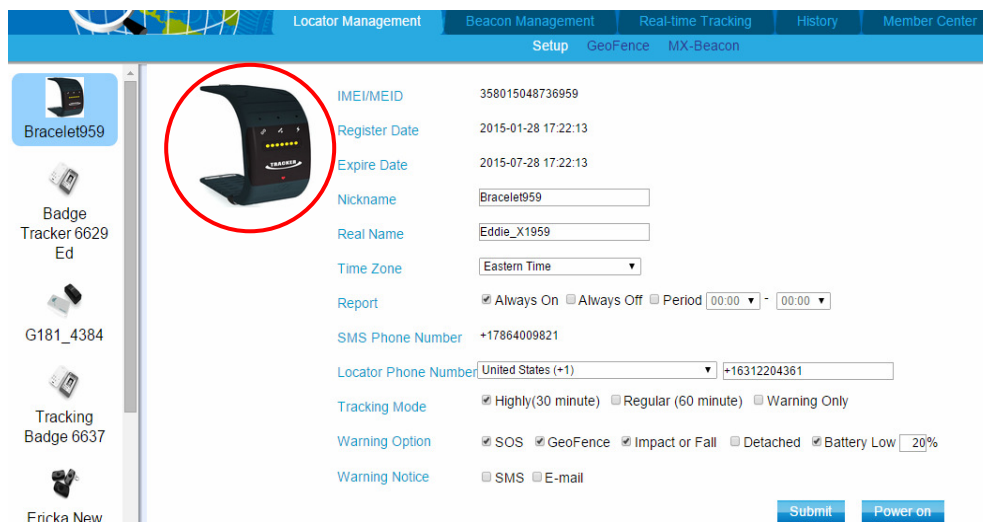 Locator Management Beacon Management Real-time Tracking History Member Center
Setup GeoFence MX-Beacon
Bracelet959
Badge
Tracker 6629
Ed
G181_4384
Tracking
Badge 6637
Ericka New
TRACKER
IMEI/MEID 358015048736959
Register Date 2015-01-28 17:22:13
Expire Date 2015-07-28 17:22:13
Nickname Bracelet959
Real Name Eddie_X1959
Time Zone Eastern Time
Report Always On Always Off Period 00:00 - 00:00
SMS Phone Number +17864009821
Locator Phone Number United States (+1) +16312204361
Tracking Mode Highly(30 minute) Regular (60 minute) Warning Only
Warning Option SOS GeoFence Impact or Fall Detached Battery Low 20%
Warning Notice SMS E-mail
Submit Power on